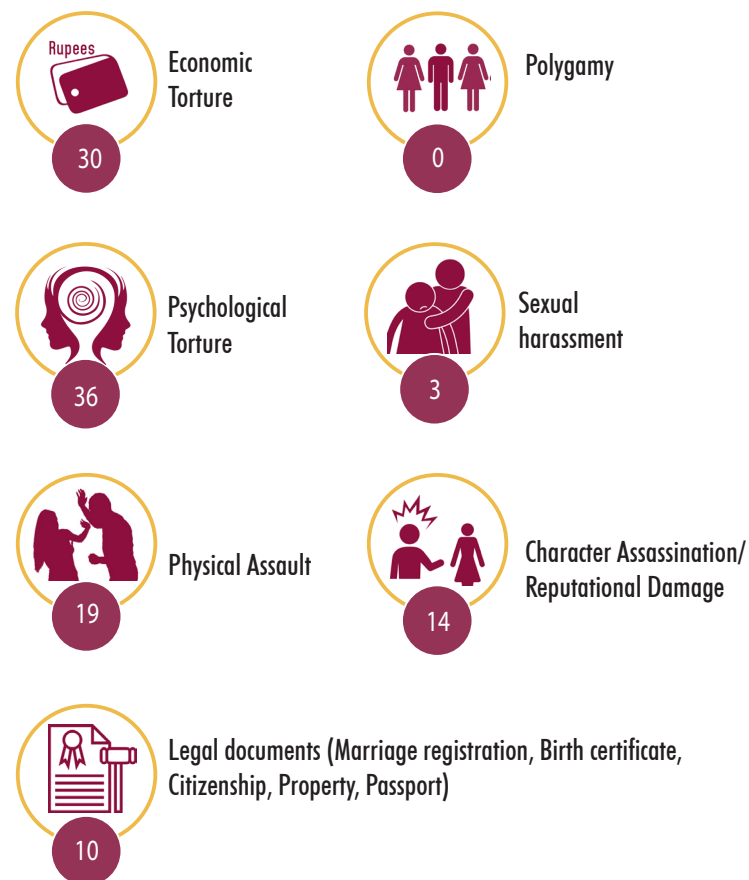 Rupees
Economic
Torture
30
Polygamy
0
Psychological
Torture
36
Sexual
harassment
3
Physical Assault
19
Character Assassination/
Reputational Damage
14
Legal documents (Marriage registration, Birth certificate,
Citizenship, Property, Passport)
10